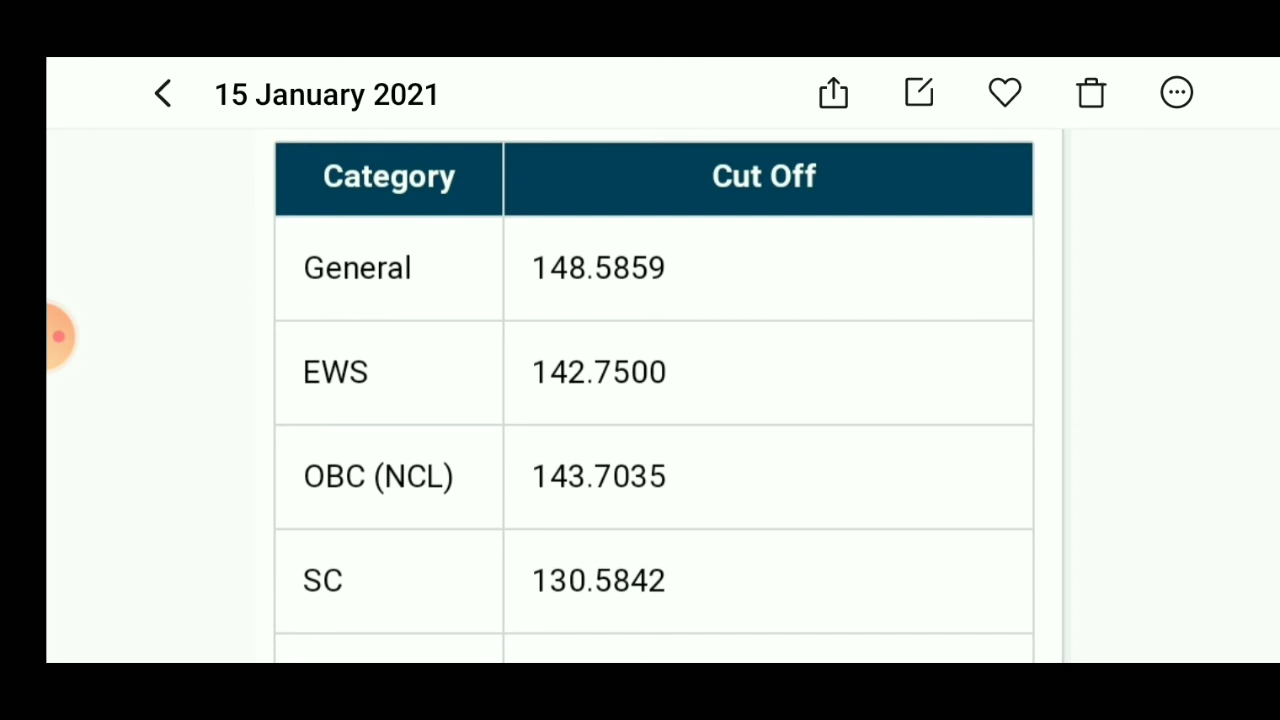 15 January 2021
Category Cut Off
General 148.5859
EWS 142.7500
OBC (NCL) 143.7035
SC 130.5842